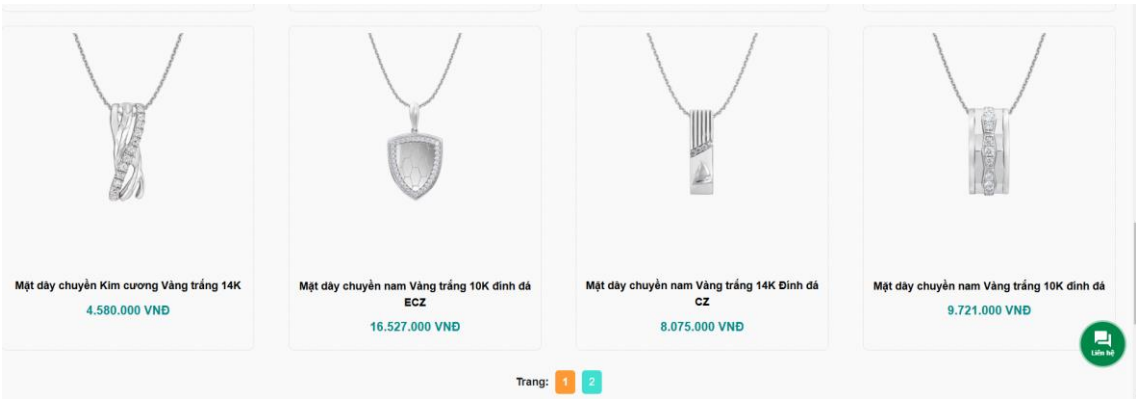 Mặt dây chuyền Kim cương Vàng trắng 14K
4.580.000 VNĐ
Mặt dây chuyền nam Vàng trắng 10K đính đá
ECZ
16.527.000 VNĐ
Mặt dây chuyền nam Vàng trắng 14K Đính đá
CZ
8.075.000 VNĐ
Mặt dây chuyền nam Vàng trắng 10K đính đá
9.721.000 VNĐ
Liên hệ
Trang: 1 2